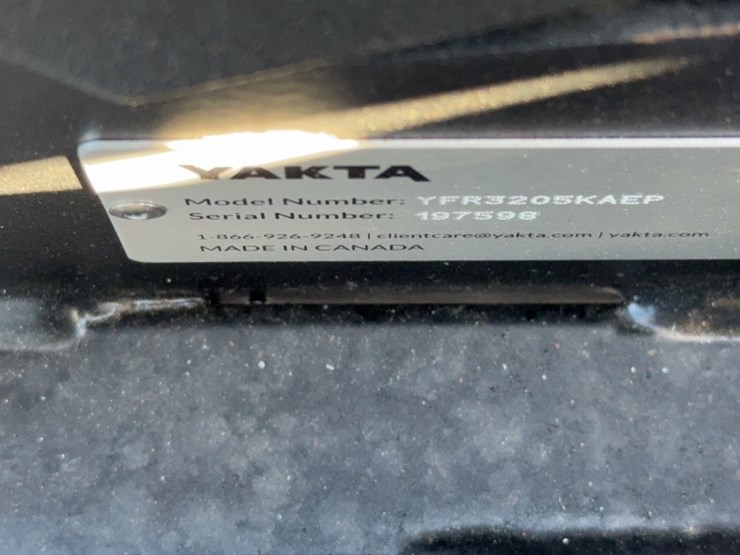 YAKTA
Model Number: YFR3205KAEP
Serial Number: 197598
1-866-926-9248 | clientcare@yakta.com | yakta.com
MADE IN CANADA